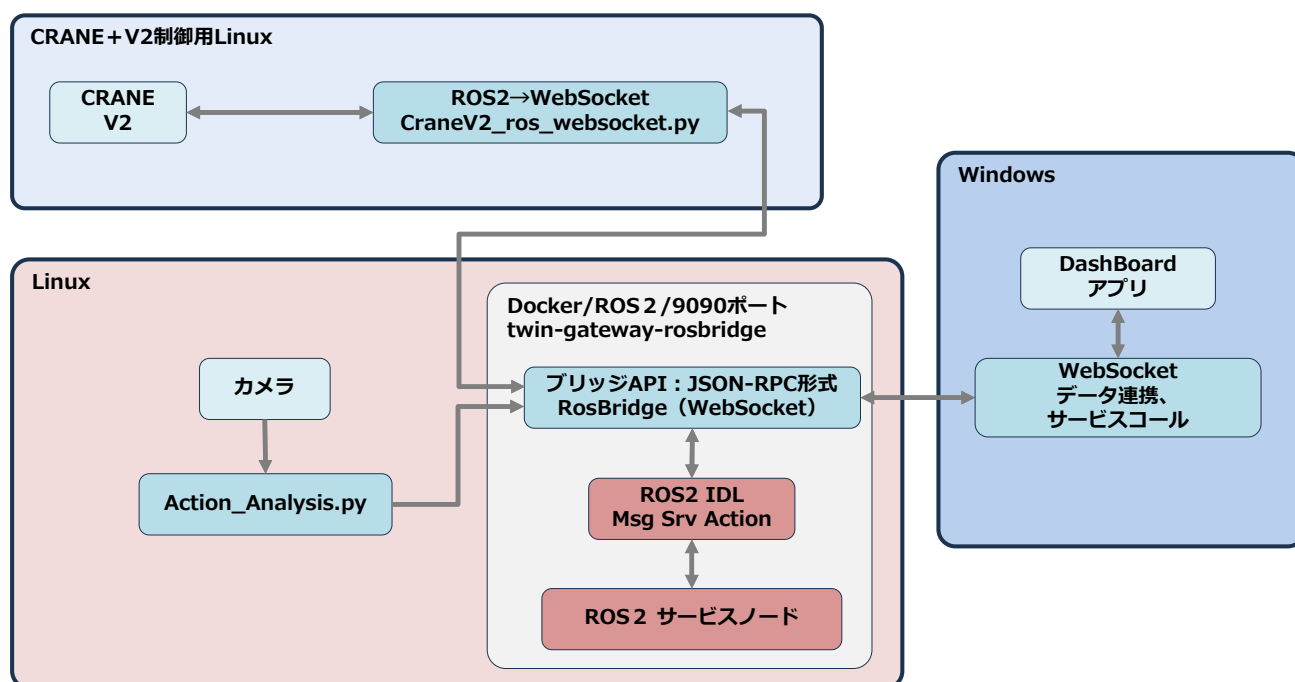 CRANE＋V2制御用Linux
CRANE
V2
ROS2→WebSocket
CraneV2_ros_websocket.py
Windows
DashBoard
アプリ
WebSocket
データ連携、
サービスコール
Linux
Docker/ROS２/9090ポート
twin-gateway-rosbridge
カメラ
ブリッジAPI：JSON-RPC形式
RosBridge（WebSocket）
Action_Analysis.py
ROS2 IDL
Msg Srv Action
ROS２ サービスノード